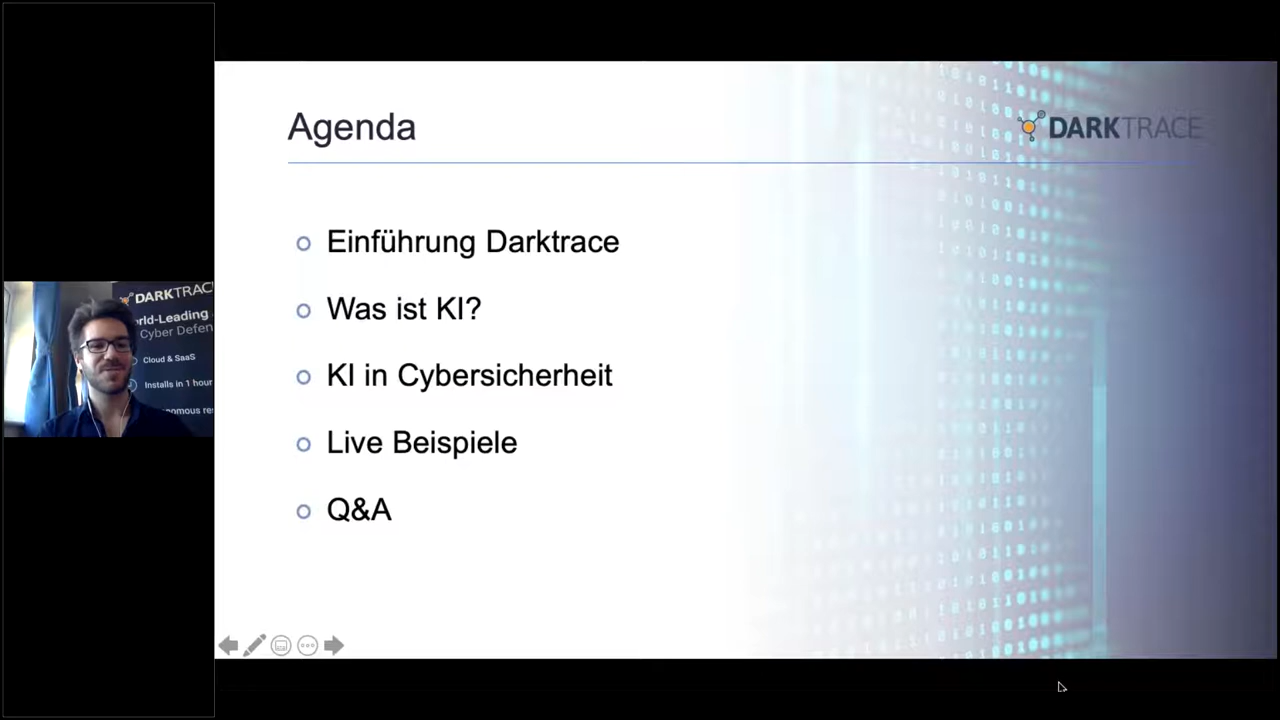 Agenda
DARKTRACE
Einführung Darktrace
Was ist KI?
KI in Cybersicherheit
Live Beispiele
Q&A
DARKTRAC
rld-Leading
Cyber Defen
Cloud & SaaS
Installs in 1 hour
nomous res